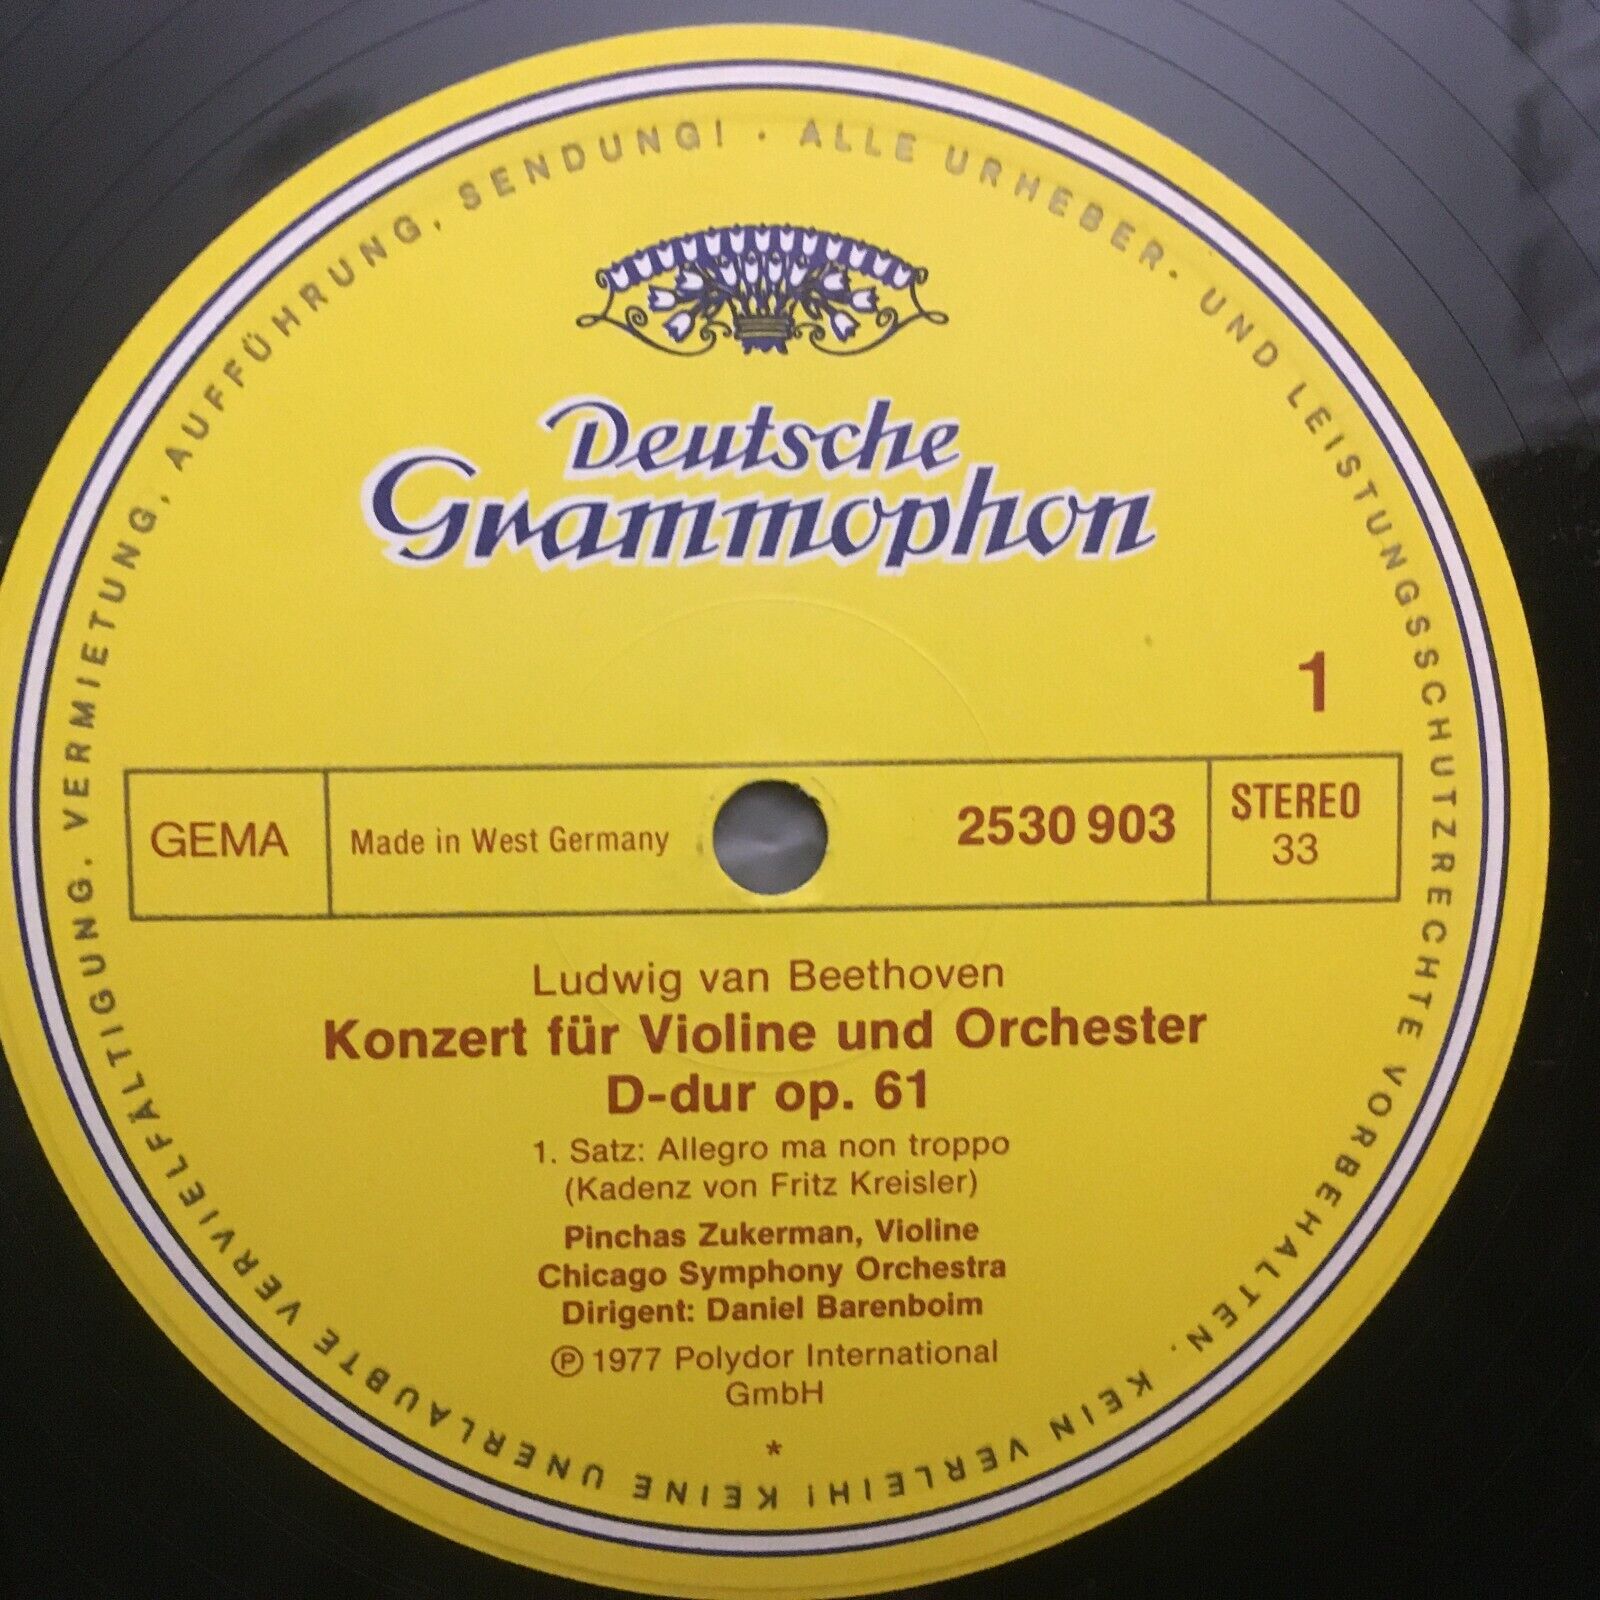 ALLE URHEBER- UND LEISTUNGSSCHUTZRECHTE VORBEHALTEN. KEIN VERLEIH! KEINE UNERLAUBTE VERVIELFÄLTIGUNG. VERMIETUNG, AUFFÜHRUNG, SENDUNG! ·
Deutsche
Grammophon
1
GEMA
Made in West Germany
2530 903
STEREO
33
Ludwig van Beethoven
Konzert für Violine und Orchester
D-dur op. 61
1. Satz: Allegro ma non troppo
(Kadenz von Fritz Kreisler)
Pinchas Zukerman, Violine
Chicago Symphony Orchestra
Dirigent: Daniel Barenboim
℗ 1977 Polydor International
GmbH
*